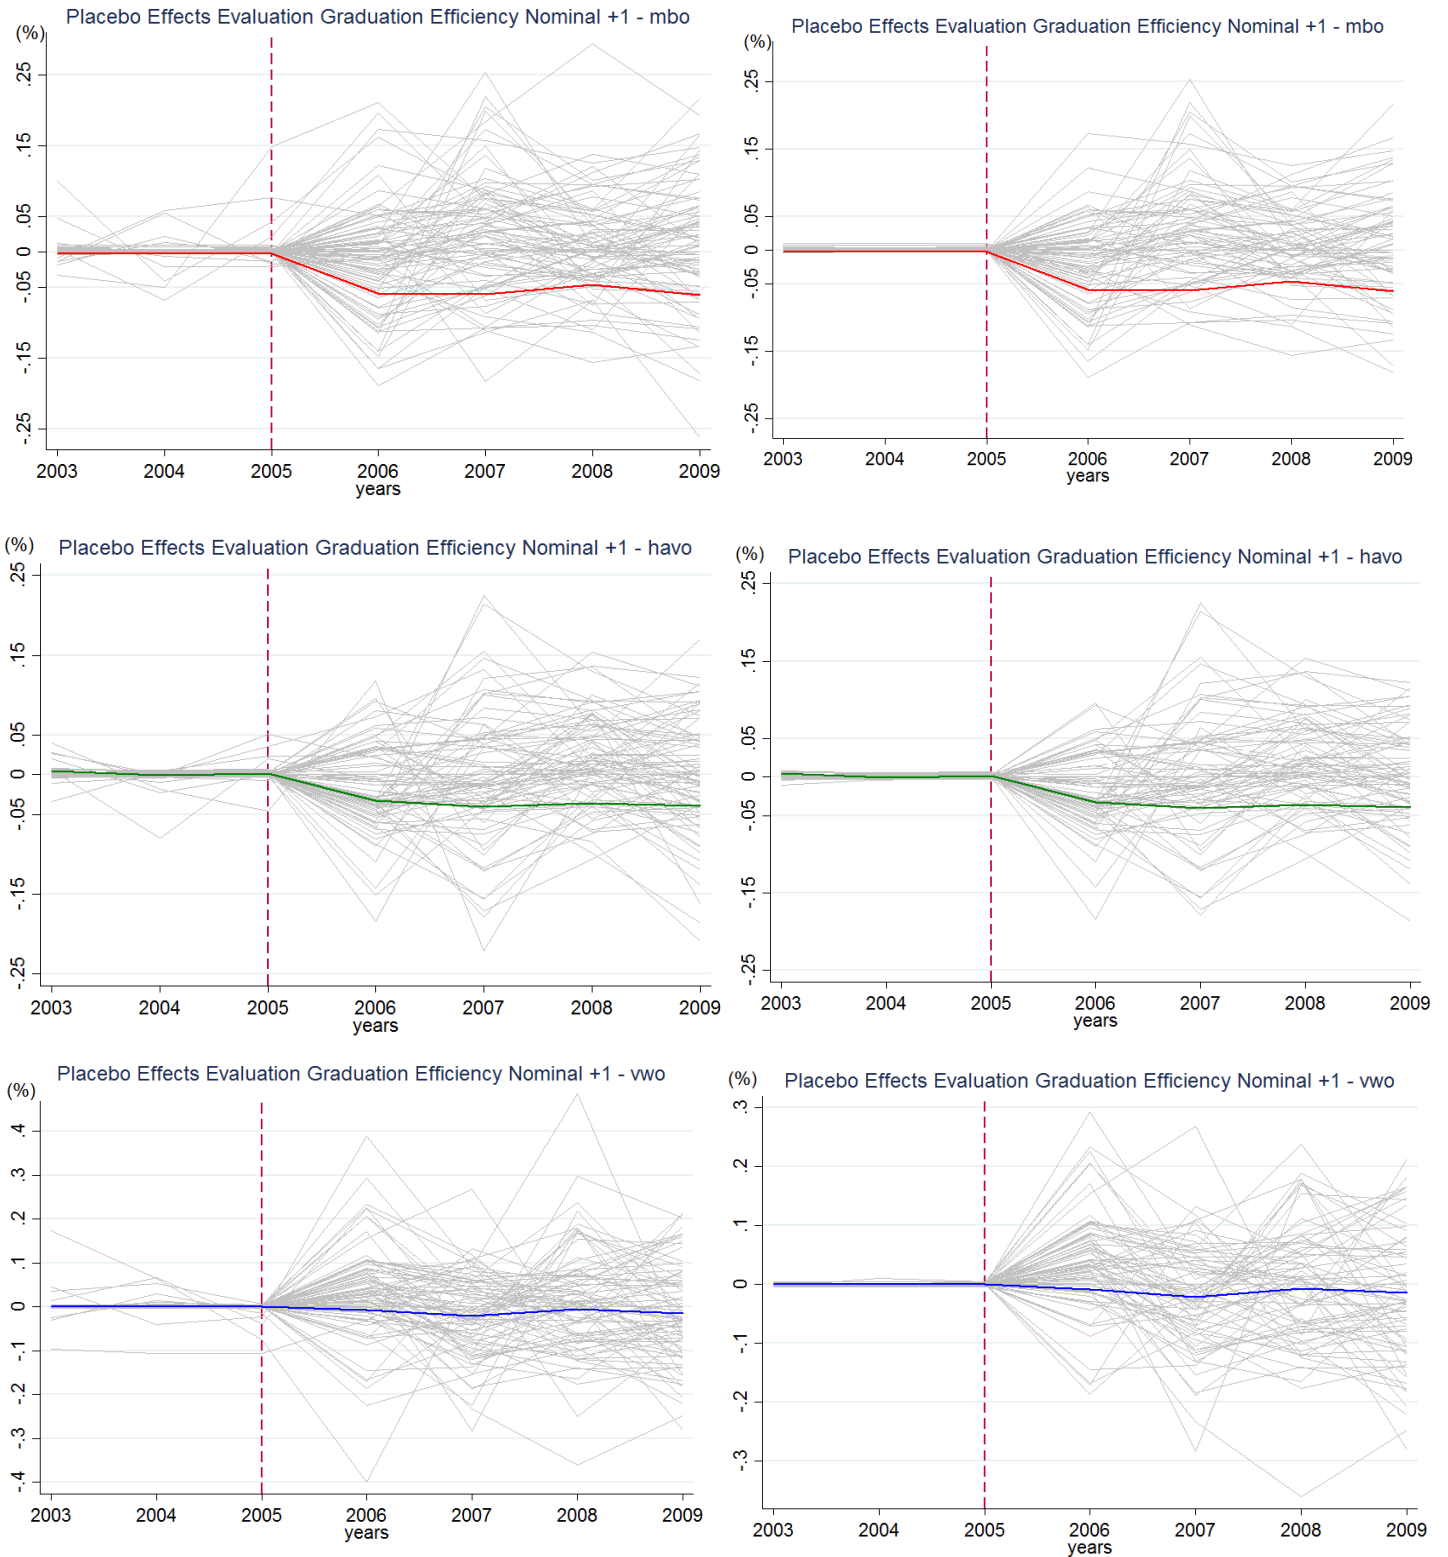 Placebo Effects Evaluation Graduation Efficiency Nominal +1 - mbo
(%)
.25
.15
.05
0
-.05
-.15
-.25
2003 2004 2005 2006 2007 2008 2009
years
Placebo Effects Evaluation Graduation Efficiency Nominal +1 - mbo
(%)
.25
.15
.05
0
-.05
-.15
-.25
2003 2004 2005 2006 2007 2008 2009
years
Placebo Effects Evaluation Graduation Efficiency Nominal +1 - havo
(%)
.25
.15
.05
0
-.05
-.15
-.25
2003 2004 2005 2006 2007 2008 2009
years
Placebo Effects Evaluation Graduation Efficiency Nominal +1 - havo
(%)
.25
.15
.05
0
-.05
-.15
-.25
2003 2004 2005 2006 2007 2008 2009
years
Placebo Effects Evaluation Graduation Efficiency Nominal +1 - vwo
(%)
.4
.3
.2
.1
0
-.1
-.2
-.3
-.4
2003 2004 2005 2006 2007 2008 2009
years
Placebo Effects Evaluation Graduation Efficiency Nominal +1 - vwo
(%)
.3
.2
.1
0
-.1
-.2
-.3
2003 2004 2005 2006 2007 2008 2009
years